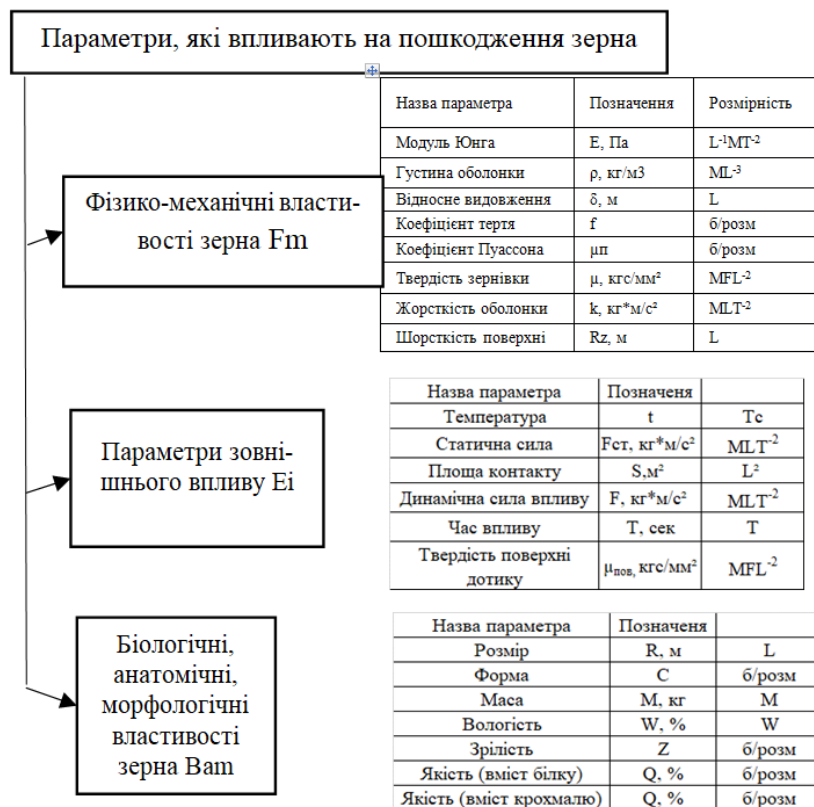 Параметри, які впливають на пошкодження зерна
Фізико-механічні власти-
вості зерна Fm
Назва параметра Позначення Розмірність
Модуль Юнга E, Па L⁻¹MT⁻²
Густина оболонки ρ, кг/м3 ML⁻³
Відносне видовження δ, м L
Коефіцієнт тертя f б/розм
Коефіцієнт Пуассона μп б/розм
Твердість зернівки μ, кгс/мм² MFL⁻²
Жорсткість оболонки k, кг*м/с² MLT⁻²
Шорсткість поверхні Rz, м L
Параметри зовні-
шнього впливу Еі
Назва параметра Позначеня
Температура t Tc
Статична сила Fст, кг*м/с² MLT⁻²
Площа контакту S,м² L²
Динамічна сила впливу F, кг*м/с² MLT⁻²
Час впливу T, сек T
Твердість поверхні
дотику μпов, кгс/мм² MFL⁻²
Біологічні,
анатомічні,
морфологічні
властивості
зерна Bam
Назва параметра Позначеня
Розмір R, м L
Форма C б/розм
Маса M, кг M
Вологість W, % W
Зрілість Z б/розм
Якість (вміст білку) Q, % б/розм
Якість (вміст крохмалю) Q, % б/розм